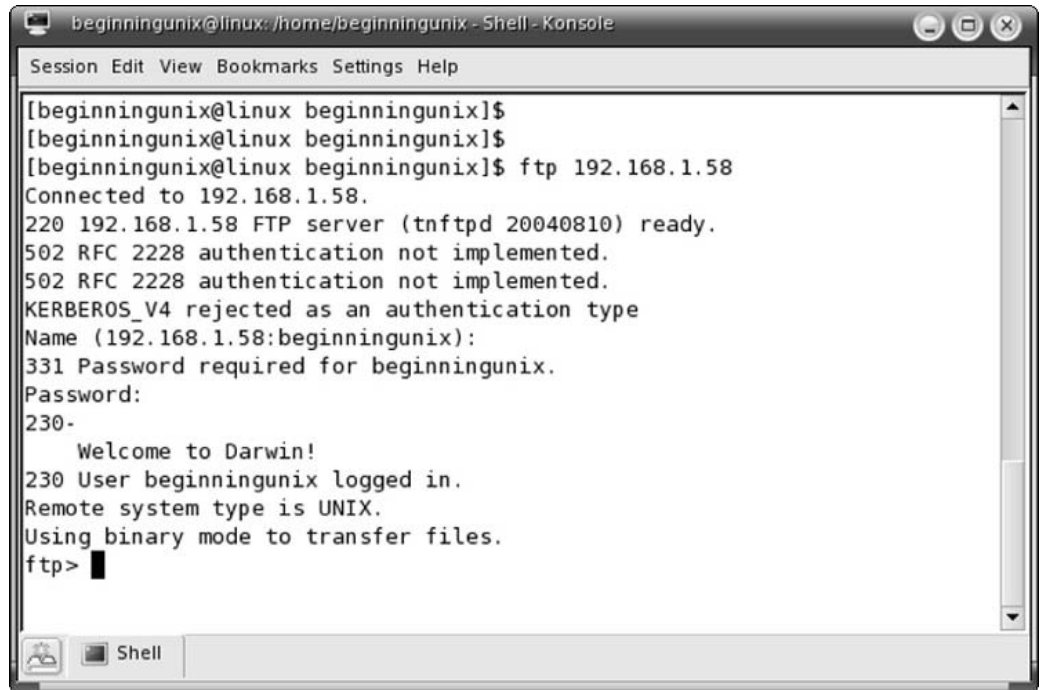 beginningunix@linux: /home/beginningunix - Shell - Konsole
Session Edit View Bookmarks Settings Help
[beginningunix@linux beginningunix]$
[beginningunix@linux beginningunix]$
[beginningunix@linux beginningunix]$ ftp 192.168.1.58
Connected to 192.168.1.58.
220 192.168.1.58 FTP server (tnftpd 20040810) ready.
502 RFC 2228 authentication not implemented.
502 RFC 2228 authentication not implemented.
KERBEROS_V4 rejected as an authentication type
Name (192.168.1.58:beginningunix):
331 Password required for beginningunix.
Password:
230-
    Welcome to Darwin!
230 User beginningunix logged in.
Remote system type is UNIX.
Using binary mode to transfer files.
ftp>
Shell